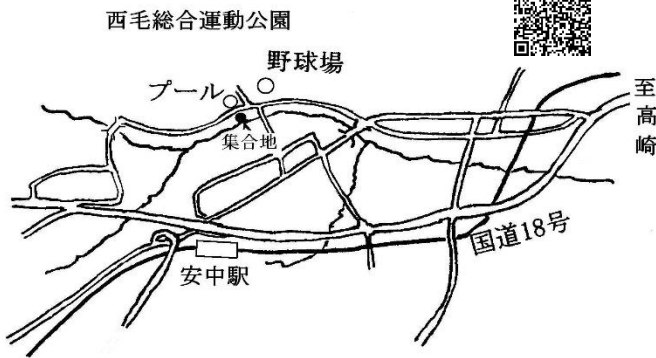 西毛総合運動公園
野球場
プール
集合地
至高崎
国道18号
安中駅